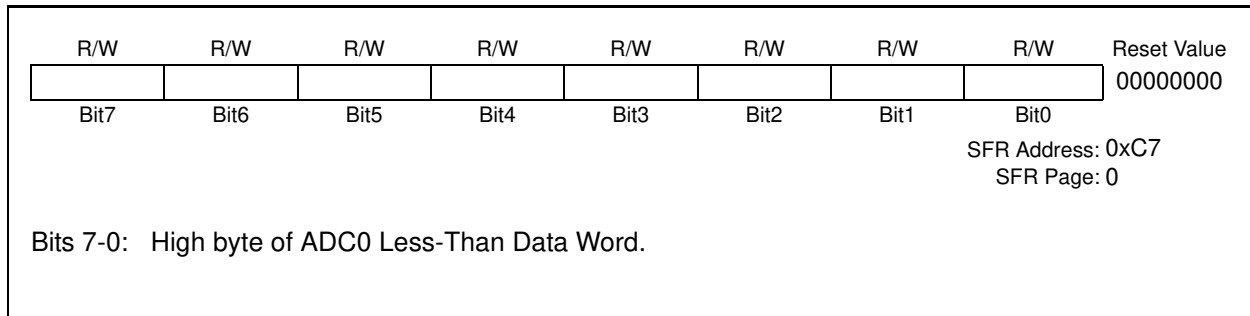 R/W R/W R/W R/W R/W R/W R/W R/W Reset Value
00000000
Bit7 Bit6 Bit5 Bit4 Bit3 Bit2 Bit1 Bit0
SFR Address: 0xC7
SFR Page: 0
Bits 7-0: High byte of ADC0 Less-Than Data Word.